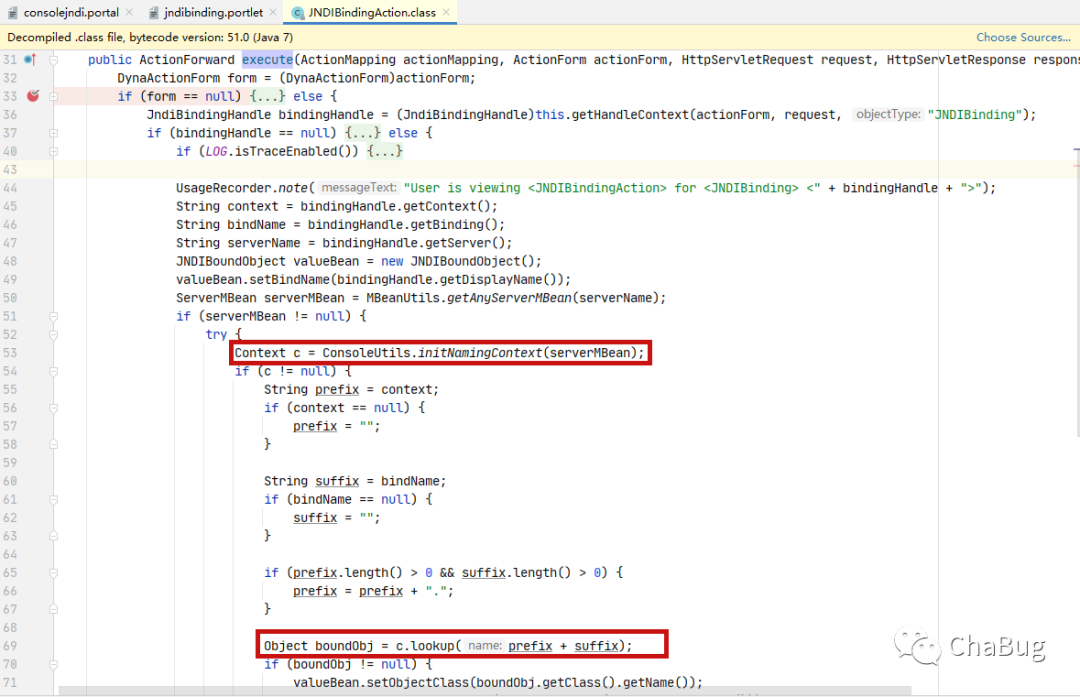 consolejndi.portal × jndibinding.portlet × JNDIBindingAction.class ×
Decompiled .class file, bytecode version: 51.0 (Java 7) Choose Sources...
31 public ActionForward execute(ActionMapping actionMapping, ActionForm actionForm, HttpServletRequest request, HttpServletResponse respons
32 DynaActionForm form = (DynaActionForm)actionForm;
33 if (form == null) {...} else {
36 JndiBindingHandle bindingHandle = (JndiBindingHandle)this.getHandleContext(actionForm, request, objectType: "JNDIBinding");
37 if (bindingHandle == null) {...} else {
40 if (LOG.isTraceEnabled()) {...}
43
44 UsageRecorder.note( messageText: "User is viewing <JNDIBindingAction> for <JNDIBinding> <" + bindingHandle + ">");
45 String context = bindingHandle.getContext();
46 String bindName = bindingHandle.getBinding();
47 String serverName = bindingHandle.getServer();
48 JNDIBoundObject valueBean = new JNDIBoundObject();
49 valueBean.setBindName(bindingHandle.getDisplayName());
50 ServerMBean serverMBean = MBeanUtils.getAnyServerMBean(serverName);
51 if (serverMBean != null) {
52 try {
53 Context c = ConsoleUtils.initNamingContext(serverMBean);
54 if (c != null) {
55 String prefix = context;
56 if (context == null) {
57 prefix = "";
58 }
59
60 String suffix = bindName;
61 if (bindName == null) {
62 suffix = "";
63 }
64
65 if (prefix.length() > 0 && suffix.length() > 0) {
66 prefix = prefix + ".";
67 }
68
69 Object boundObj = c.lookup( name: prefix + suffix);
70 if (boundObj != null) {
71 valueBean.setObjectClass(boundObj.getClass().getName());
ChaBug